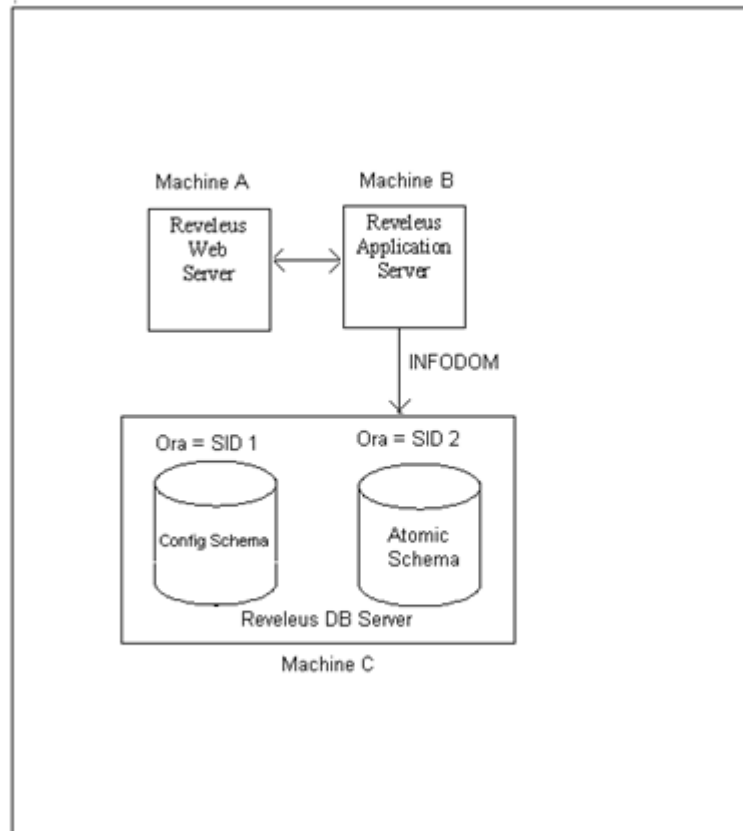 Machine A
Machine B
Reveleus
Web
Server
Reveleus
Application
Server
INFODOM
Ora = SID 1
Ora = SID 2
Config Schema
Atomic
Schema
Reveleus DB Server
Machine C